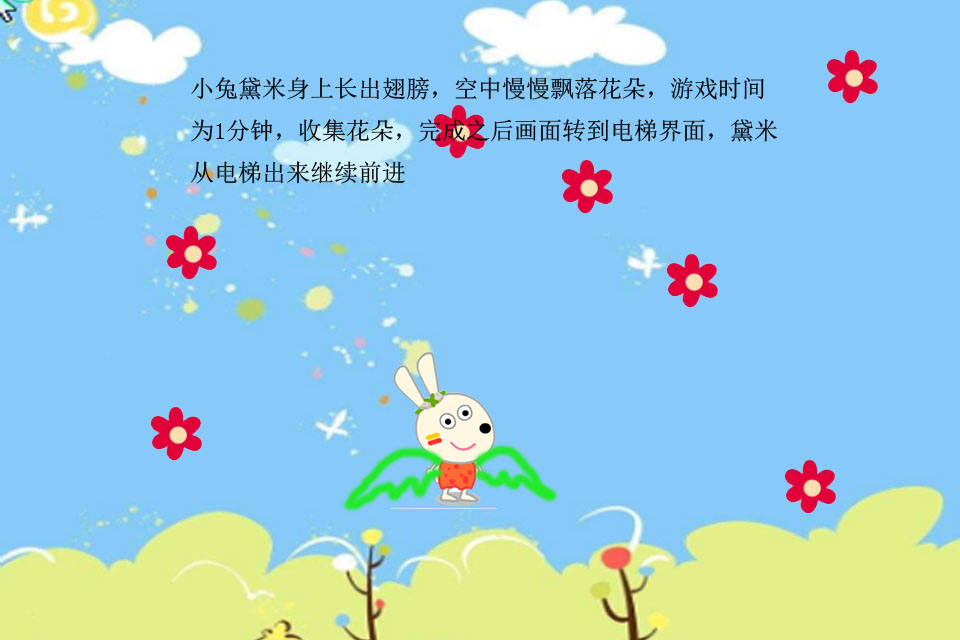 小兔黛米身上长出翅膀，空中慢慢飘落花朵，游戏时间
为1分钟，收集花朵，完成之后画面转到电梯界面，黛米
从电梯出来继续前进